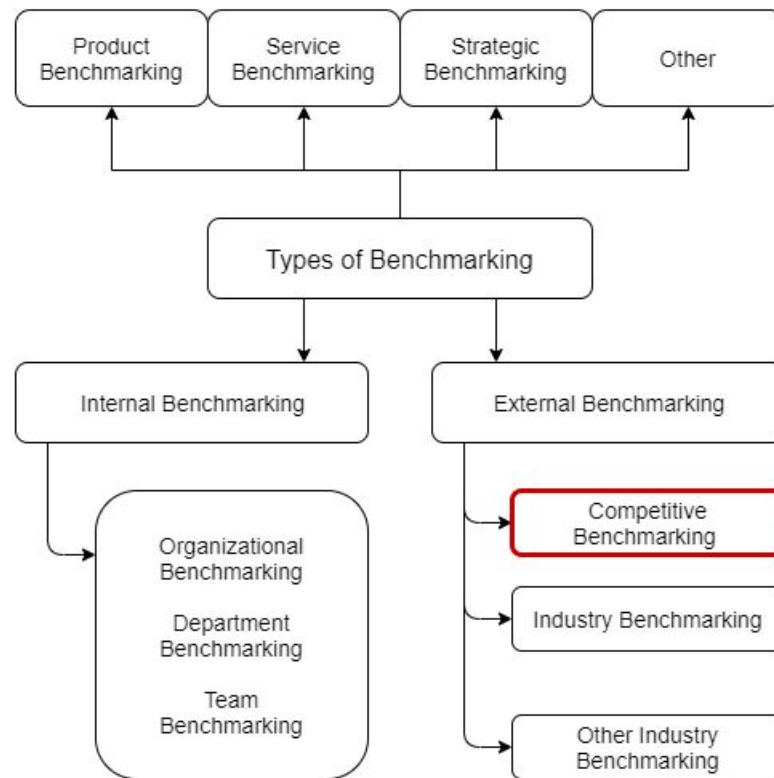 Product
Benchmarking
Service
Benchmarking
Strategic
Benchmarking
Other
Types of Benchmarking
Internal Benchmarking
External Benchmarking
Organizational
Benchmarking
Department
Benchmarking
Team
Benchmarking
Competitive
Benchmarking
Industry Benchmarking
Other Industry
Benchmarking